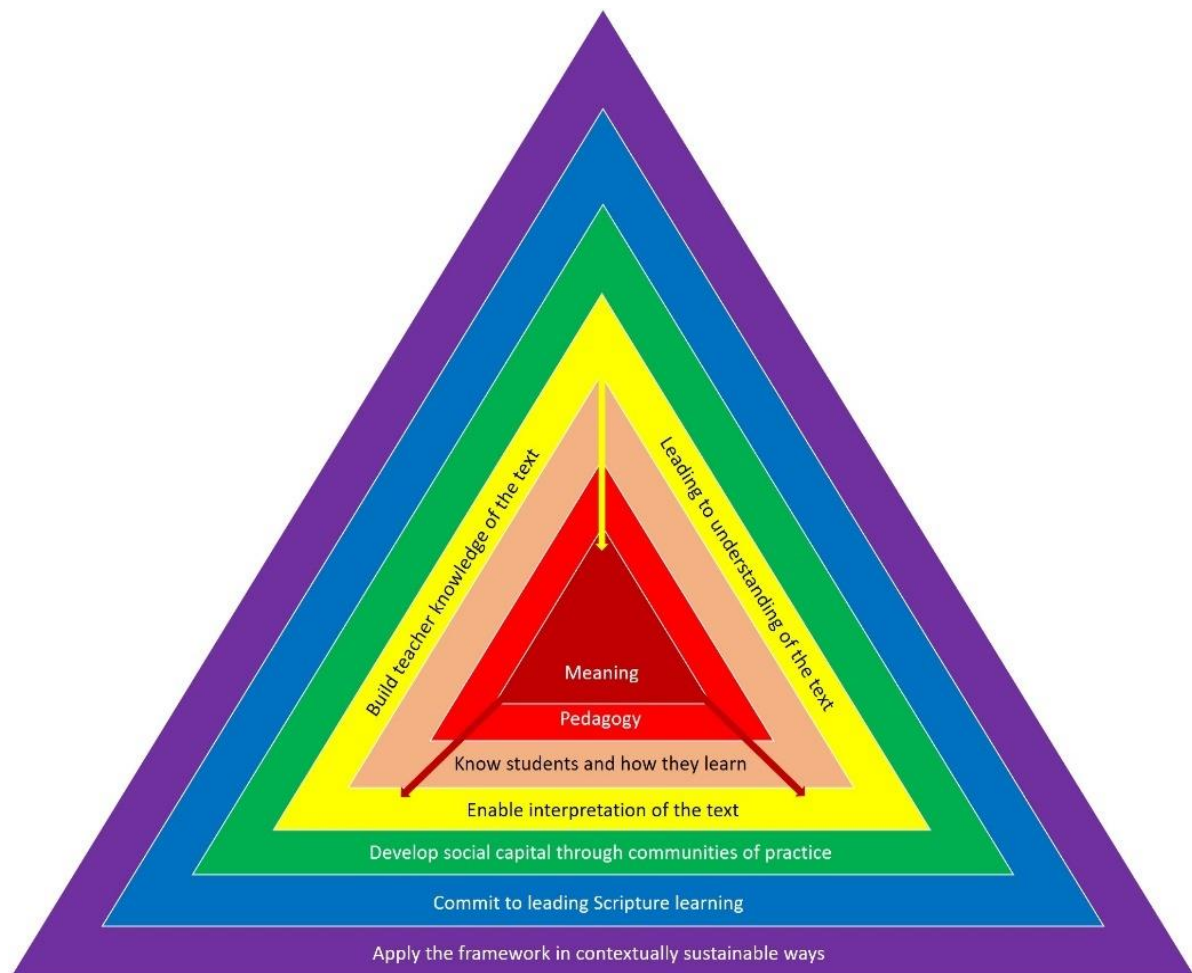 Build teacher knowledge of the text
Leading to understanding of the text
Meaning
Pedagogy
Know students and how they learn
Enable interpretation of the text
Develop social capital through communities of practice
Commit to leading Scripture learning
Apply the framework in contextually sustainable ways